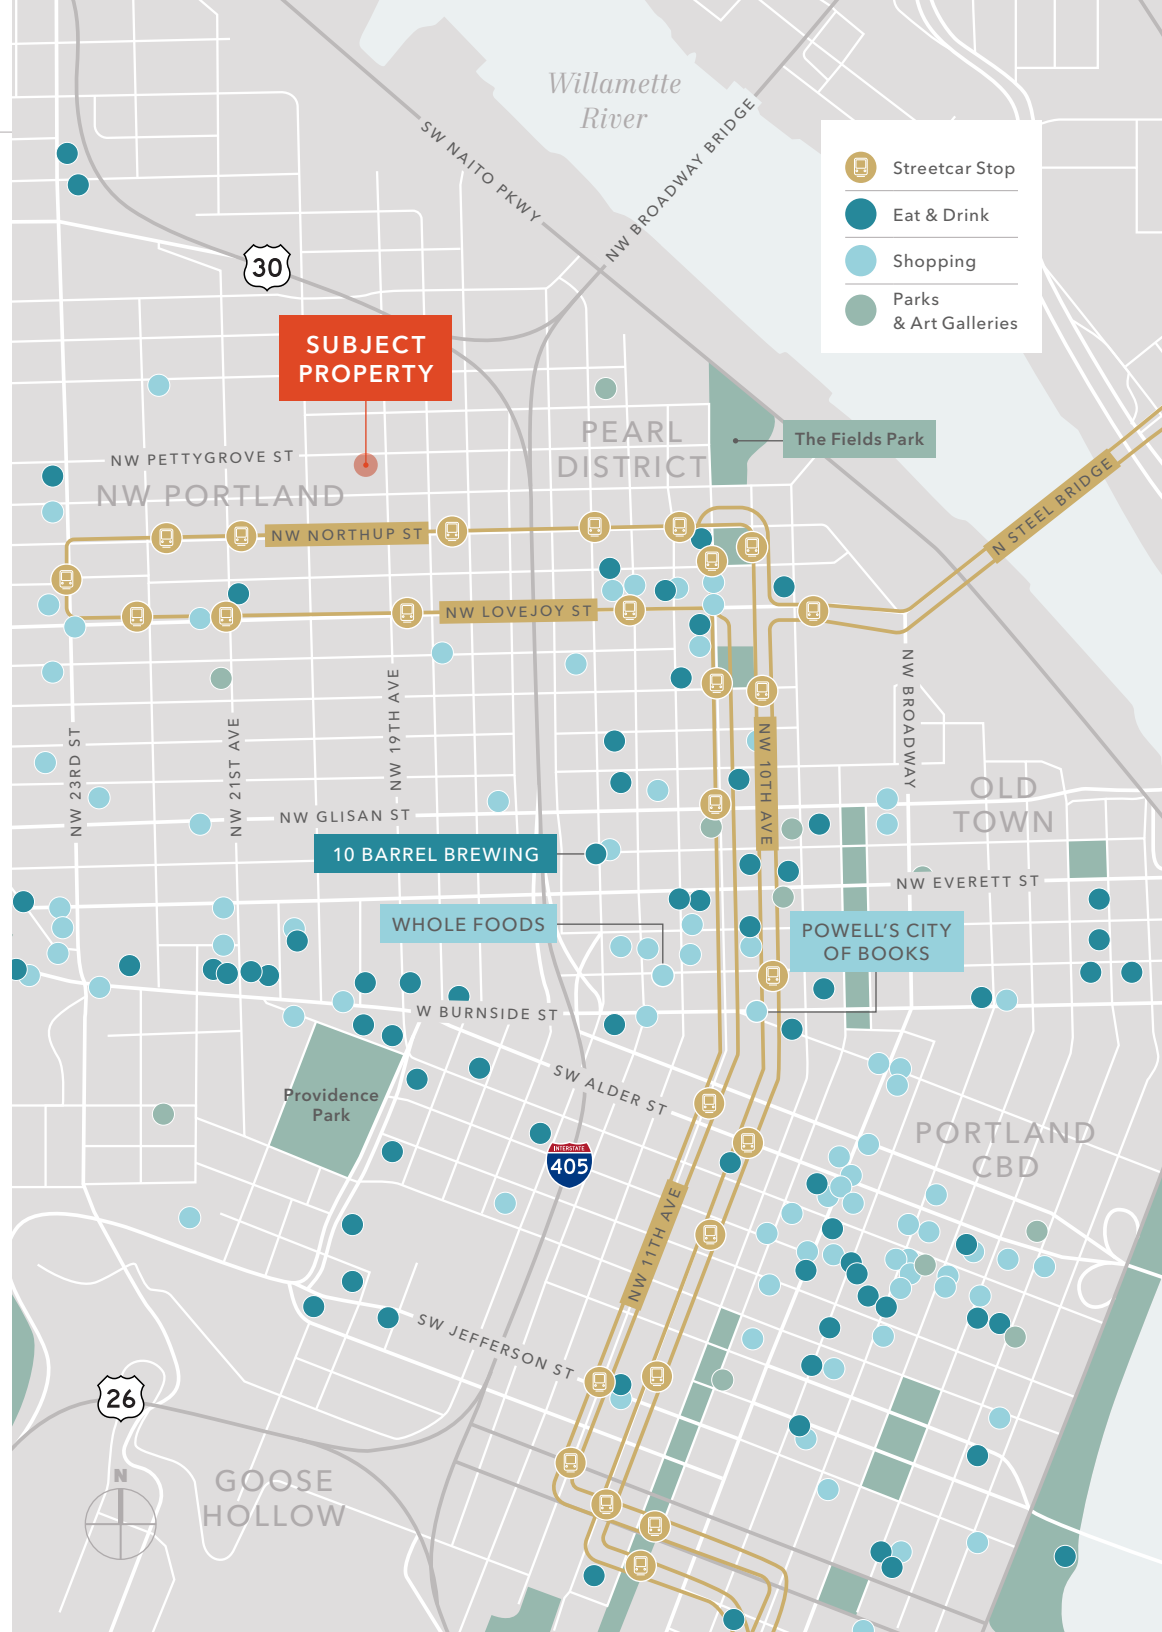 Willamette
River
SW NAITO PKWY
NW BROADWAY BRIDGE
Streetcar Stop
Eat & Drink
Shopping
Parks
& Art Galleries
30
SUBJECT
PROPERTY
PEARL
DISTRICT
The Fields Park
NW PETTYGROVE ST
NW PORTLAND
N STEEL BRIDGE
NW NORTHUP ST
NW LOVEJOY ST
NW BROADWAY
NW 19TH AVE
NW 21ST AVE
NW 23RD ST
NW 10TH AVE
OLD
TOWN
NW GLISAN ST
10 BARREL BREWING
NW EVERETT ST
WHOLE FOODS
POWELL'S CITY
OF BOOKS
W BURNSIDE ST
SW ALDER ST
Providence
Park
PORTLAND
CBD
INTERSTATE
405
NW 11TH AVE
SW JEFFERSON ST
26
N
GOOSE
HOLLOW